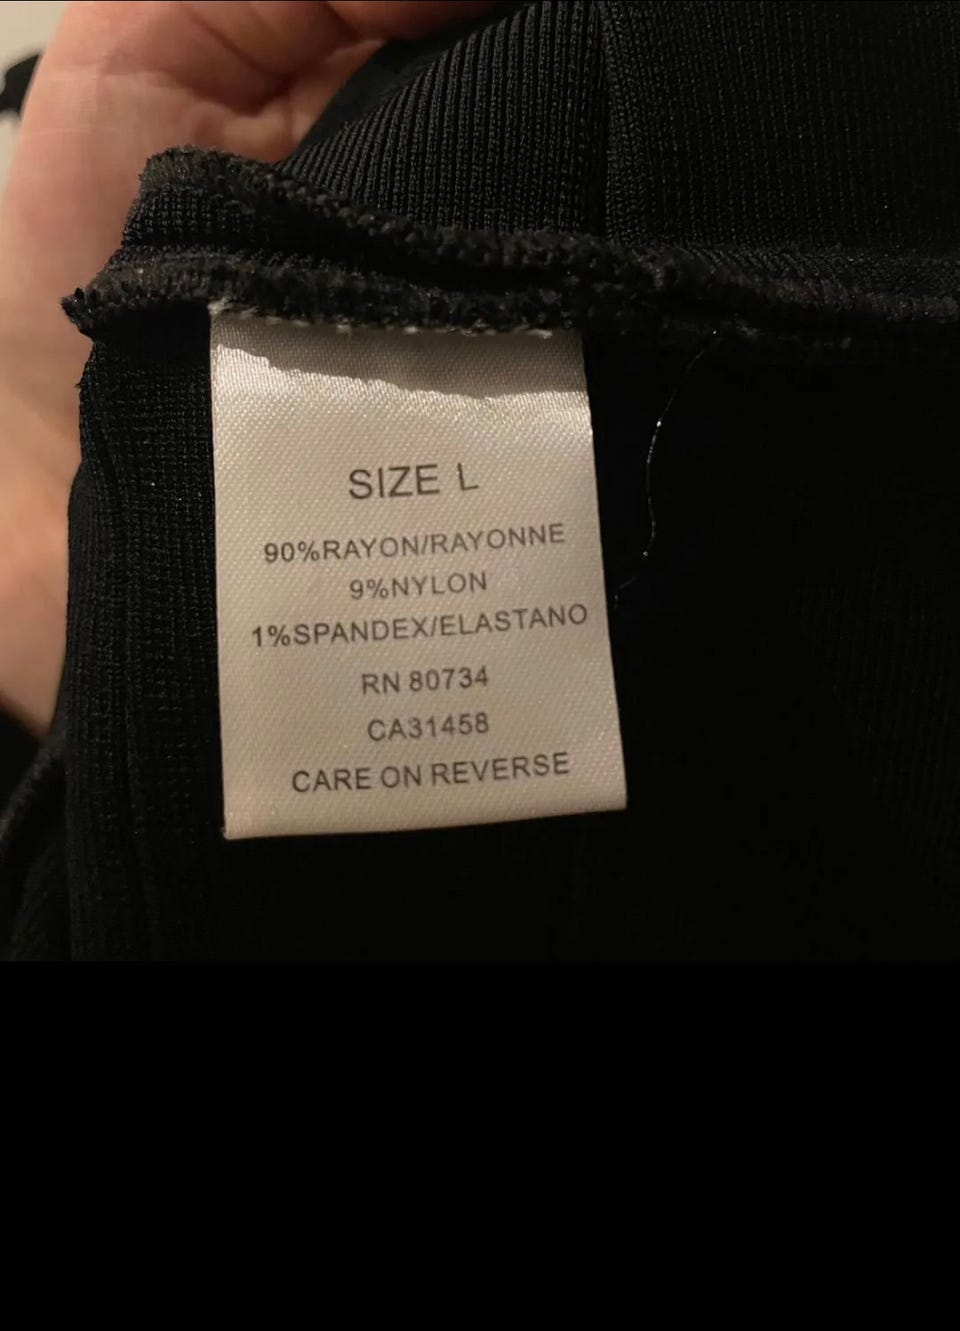 SIZE L
90%RAYON/RAYONNE
9%NYLON
1%SPANDEX/ELASTANO
RN 80734
CA31458
CARE ON REVERSE